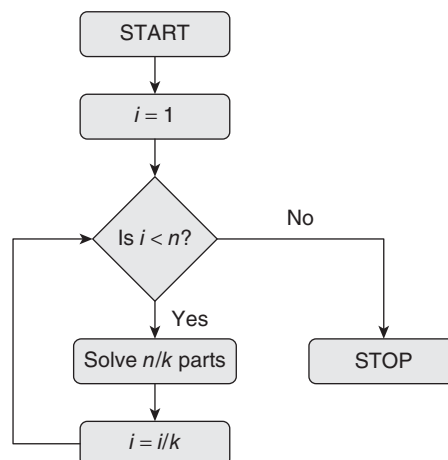 START
i = 1
Is i < n?
No
Yes
Solve n/k parts
STOP
i = i/k